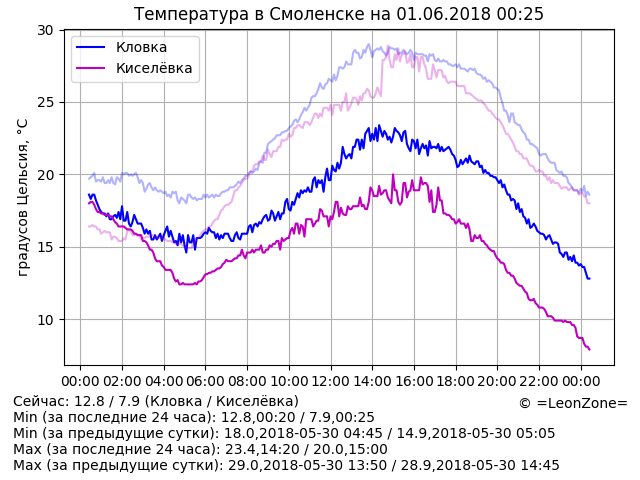 Температура в Смоленске на 01.06.2018 00:25
Кловка
Киселёвка
градусов Цельсия, °C
30
25
20
15
10
00:00 02:00 04:00 06:00 08:00 10:00 12:00 14:00 16:00 18:00 20:00 22:00 00:00
Сейчас: 12.8 / 7.9 (Кловка / Киселёвка)
© =LeonZone=
Min (за последние 24 часа): 12.8,00:20 / 7.9,00:25
Min (за предыдущие сутки): 18.0,2018-05-30 04:45 / 14.9,2018-05-30 05:05
Max (за последние 24 часа): 23.4,14:20 / 20.0,15:00
Max (за предыдущие сутки): 29.0,2018-05-30 13:50 / 28.9,2018-05-30 14:45